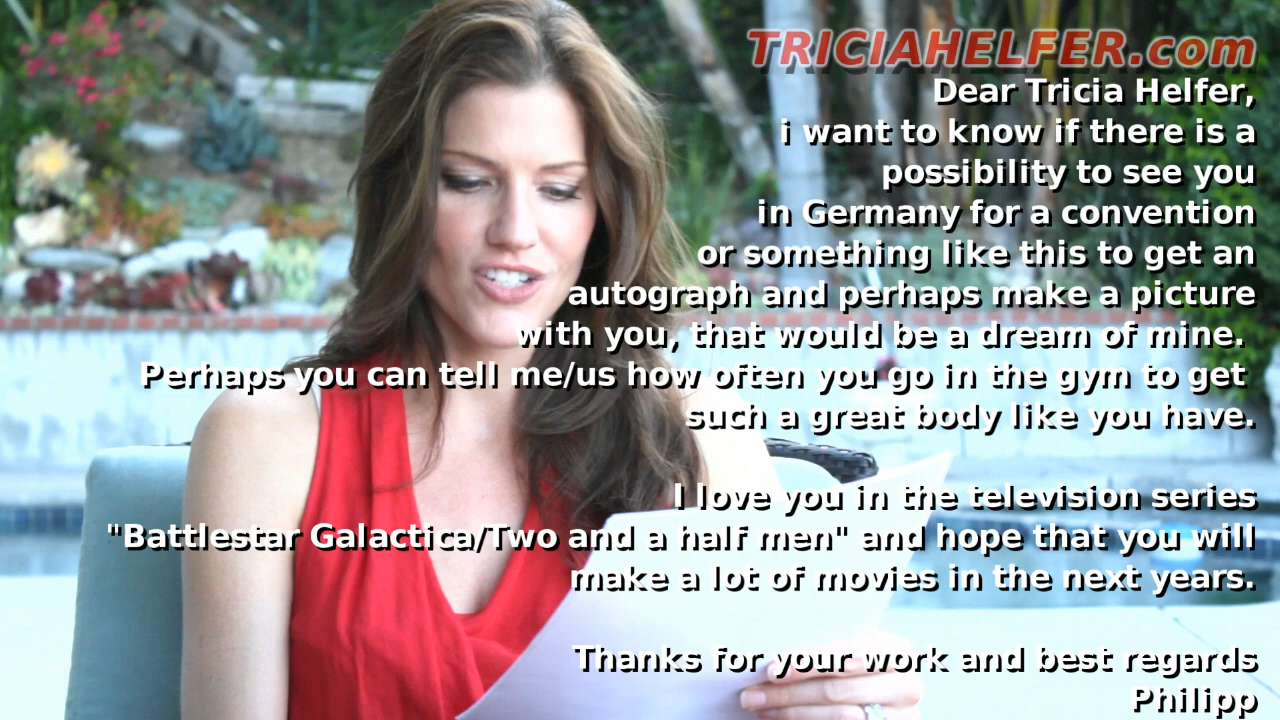 TRICIAHELFER.com
Dear Tricia Helfer,
i want to know if there is a
possibility to see you
in Germany for a convention
or something like this to get an
autograph and perhaps make a picture
with you, that would be a dream of mine.
Perhaps you can tell me/us how often you go in the gym to get
such a great body like you have.
I love you in the television series
"Battlestar Galactica/Two and a half men" and hope that you will
make a lot of movies in the next years.
Thanks for your work and best regards
Philipp